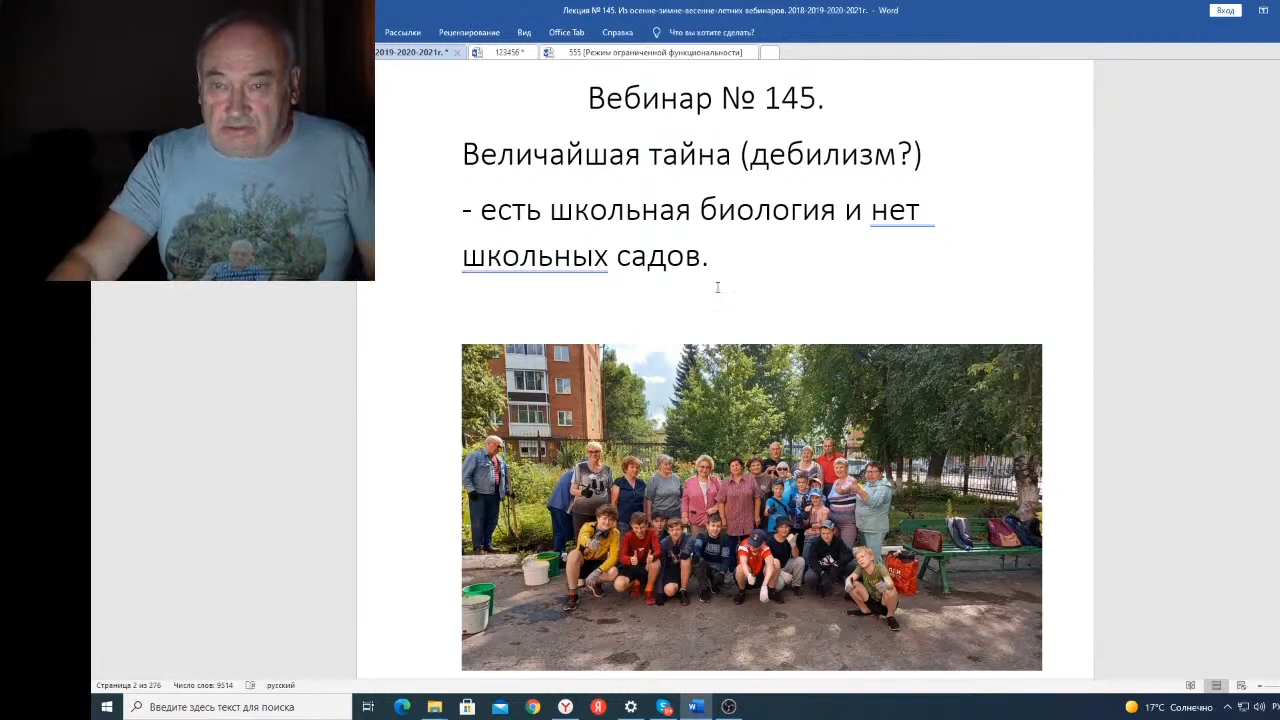 Лекция № 145. Из осенне-зимне-весенне-летних вебинаров. 2018-2019-2020-2021г. - Word
Вход
Рассылки Рецензирование Вид Office Tab Справка Что вы хотите сделать?
2019-2020-2021г. * 123456 * 555 [Режим ограниченной функциональности]
Вебинар № 145.
Величайшая тайна (дебилизм?)
- есть школьная биология и нет
школьных садов.
Страница 2 из 276 Число слов: 9514 русский
Введите здесь текст для поиска
17°C Солнечно